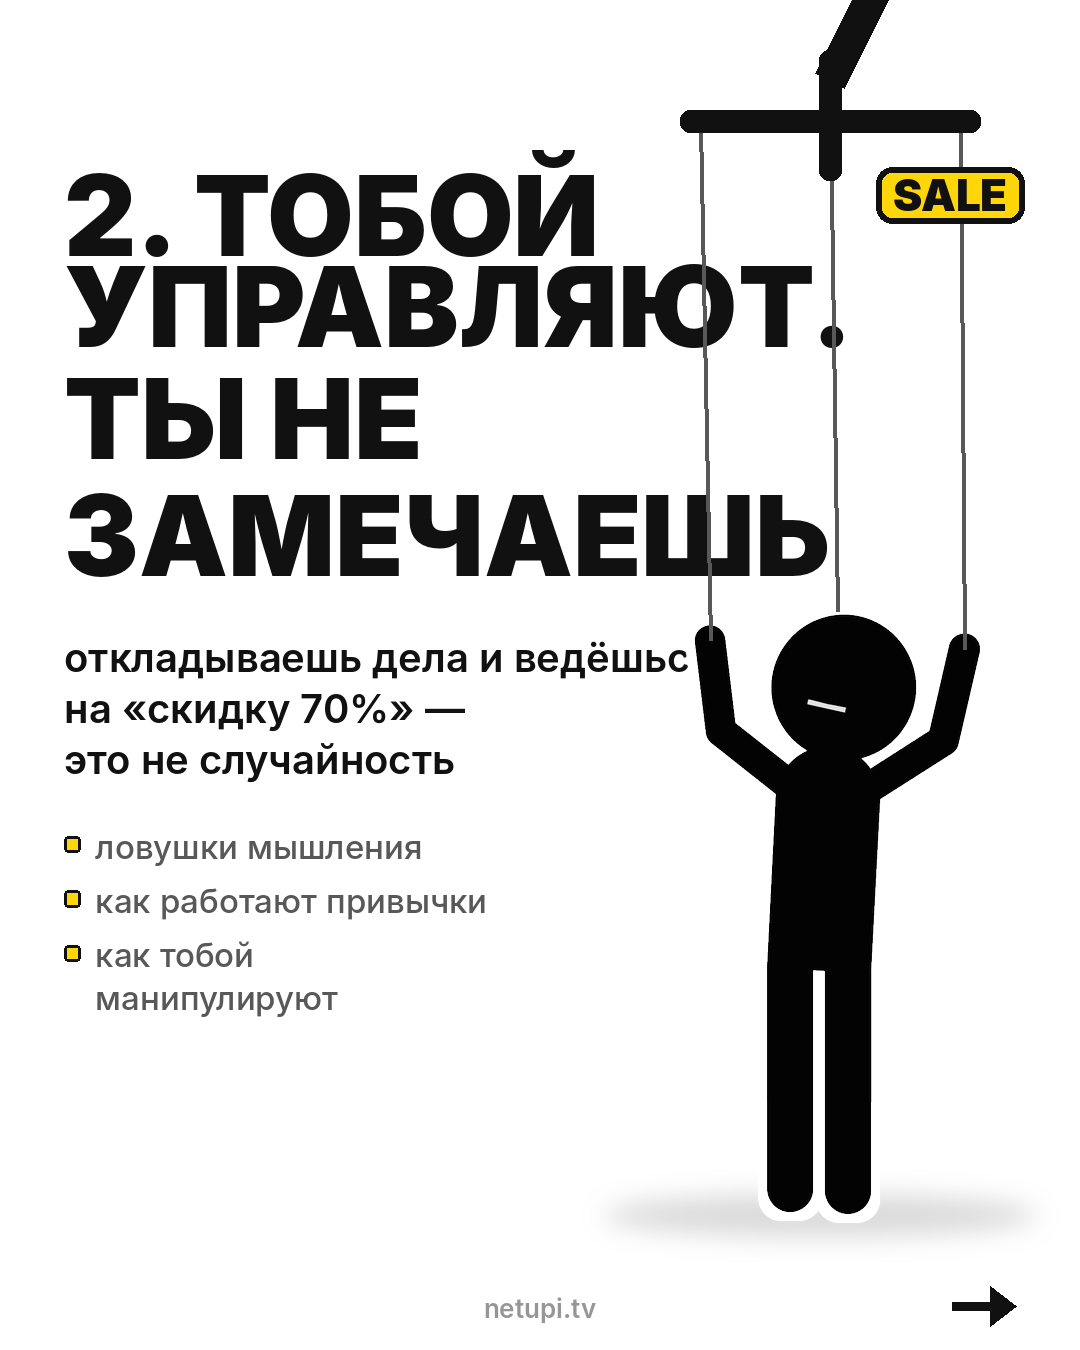 2. ТОБОЙ
УПРАВЛЯЮТ.
ТЫ НЕ
ЗАМЕЧАЕШЬ
SALE
откладываешь дела и ведёшьс
на «скидку 70%» —
это не случайность
ловушки мышления
как работают привычки
как тобой
манипулируют
netupi.tv